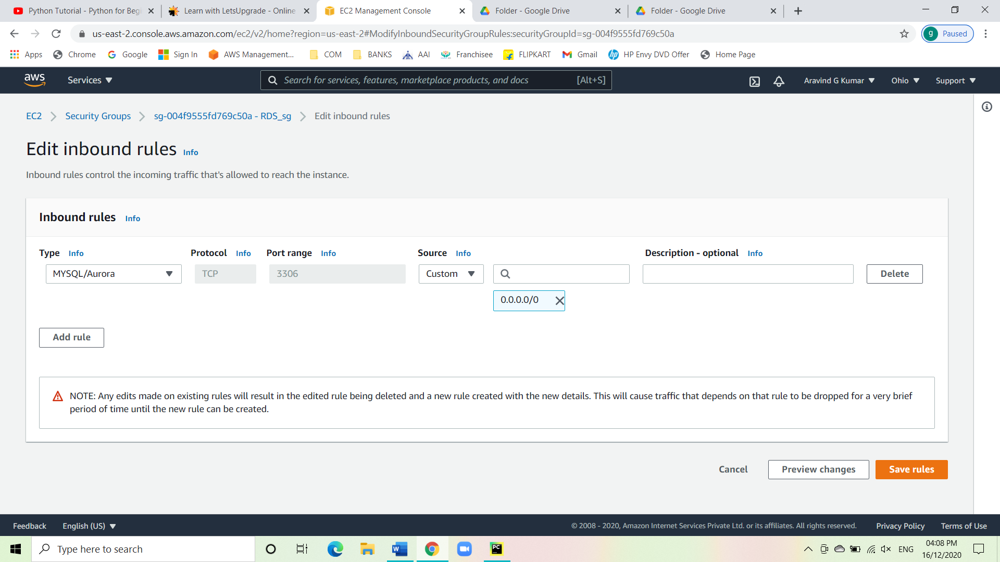 Python Tutorial - Python for Begi
Learn with LetsUpgrade - Online
EC2 Management Console
Folder - Google Drive
Folder - Google Drive
us-east-2.console.aws.amazon.com/ec2/v2/home?region=us-east-2#ModifyInboundSecurityGroupRules:securityGroupId=sg-004f9555fd769c50a
g Paused
Apps Chrome Google Sign In AWS Management... COM BANKS AAI Franchisee FLIPKART Gmail HP Envy DVD Offer Home Page
aws Services Search for services, features, marketplace products, and docs [Alt+S] Aravind G Kumar Ohio Support
EC2 Security Groups sg-004f9555fd769c50a - RDS_sg Edit inbound rules
Edit inbound rules Info
Inbound rules control the incoming traffic that's allowed to reach the instance.
Inbound rules Info
Type Info Protocol Info Port range Info Source Info Description - optional Info
MYSQL/Aurora TCP 3306 Custom Delete
0.0.0.0/0
Add rule
NOTE: Any edits made on existing rules will result in the edited rule being deleted and a new rule created with the new details. This will cause traffic that depends on that rule to be dropped for a very brief
period of time until the new rule can be created.
Cancel Preview changes Save rules
Feedback English (US) © 2008 - 2020, Amazon Internet Services Private Ltd. or its affiliates. All rights reserved. Privacy Policy Terms of Use
Type here to search
W
PC
ENG
04:08 PM
16/12/2020